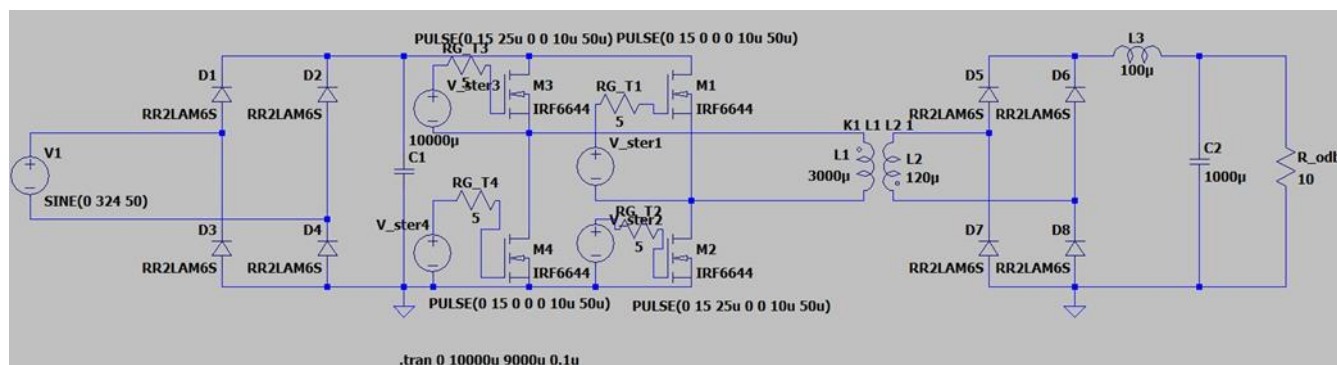 PULSE(0 15 25u 0 0 10u 50u) PULSE(0 15 0 0 0 10u 50u)
RG_T3
5
V_ster3
10000µ
C1
D1
RR2LAM6S
D2
RR2LAM6S
V1
SINE(0 324 50)
D3
RR2LAM6S
D4
RR2LAM6S
M3
IRF6644
RG_T1
5
M1
IRF6644
V_ster1
RG_T4
5
V_ster4
M4
IRF6644
RG_T2
5
V_ster2
M2
IRF6644
PULSE(0 15 0 0 0 10u 50u)
PULSE(0 15 25u 0 0 10u 50u)
K1 L1 L2 1
L1
3000µ
L2
120µ
D5
RR2LAM6S
D6
RR2LAM6S
D7
RR2LAM6S
D8
RR2LAM6S
L3
100µ
C2
1000µ
R_odb
10
.tran 0 10000u 9000u 0.1u